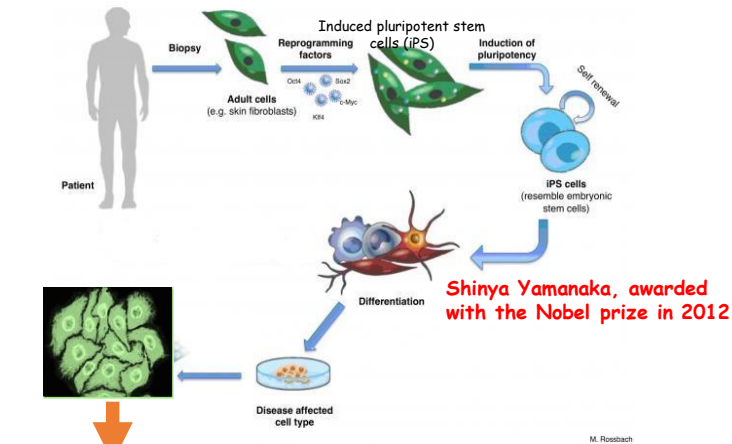 Induced pluripotent stem
cells (iPS)
Biopsy
Reprogramming
factors
Induction of
pluripotency
Oct4
Sox2
c-Myc
Klf4
Self renewal
Adult cells
(e.g. skin fibroblasts)
Patient
iPS cells
(resemble embryonic
stem cells)
Differentiation
Shinya Yamanaka, awarded
with the Nobel prize in 2012
Disease affected
cell type
M. Rossbach